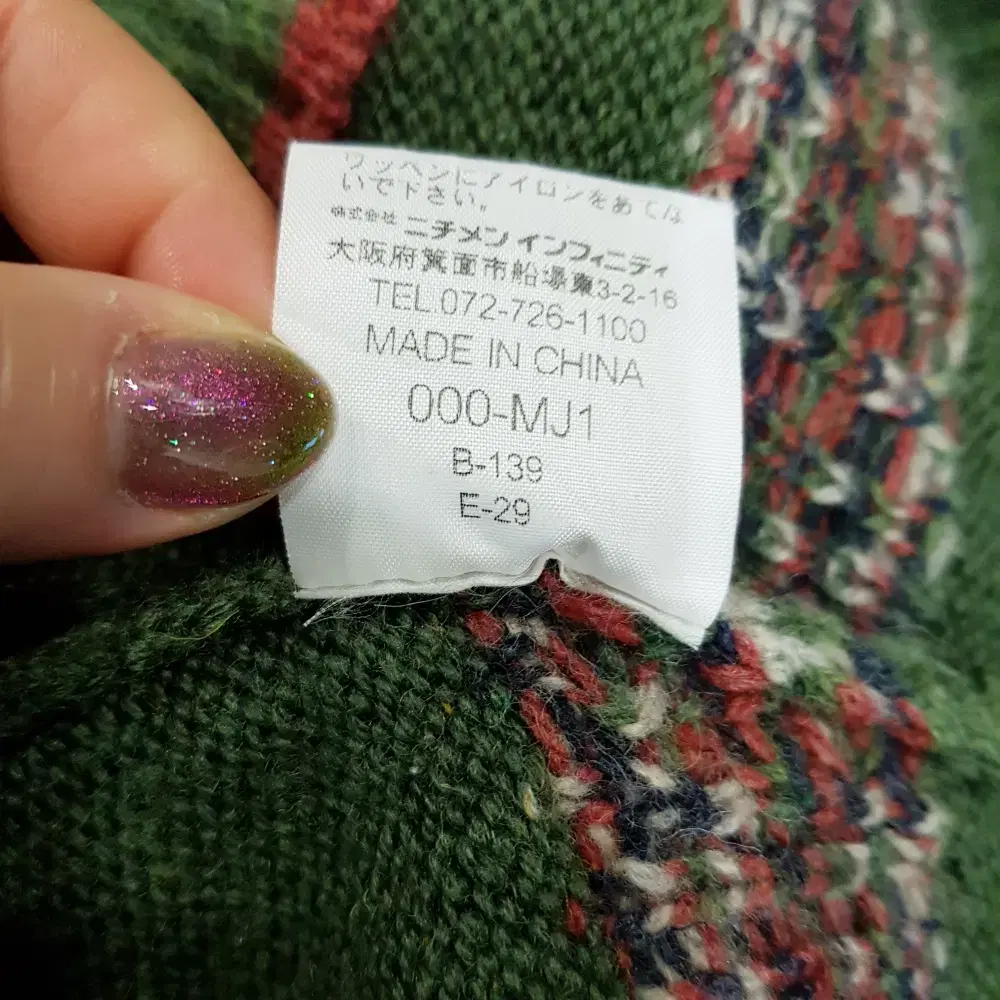 ワッペンにアイロンをあてな
いで下さい。
株式会社 ニチメン インフィニティ
大阪府箕面市船場東3-2-16
TEL.072-726-1100
MADE IN CHINA
000-MJ1
B-139
E-29